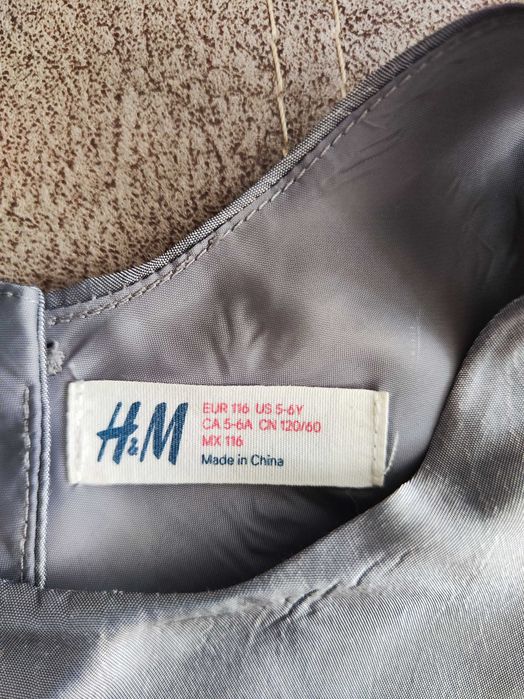 H&M
EUR 116 US 5-6Y
CA 5-6A CN 120/60
MX 116
Made in China